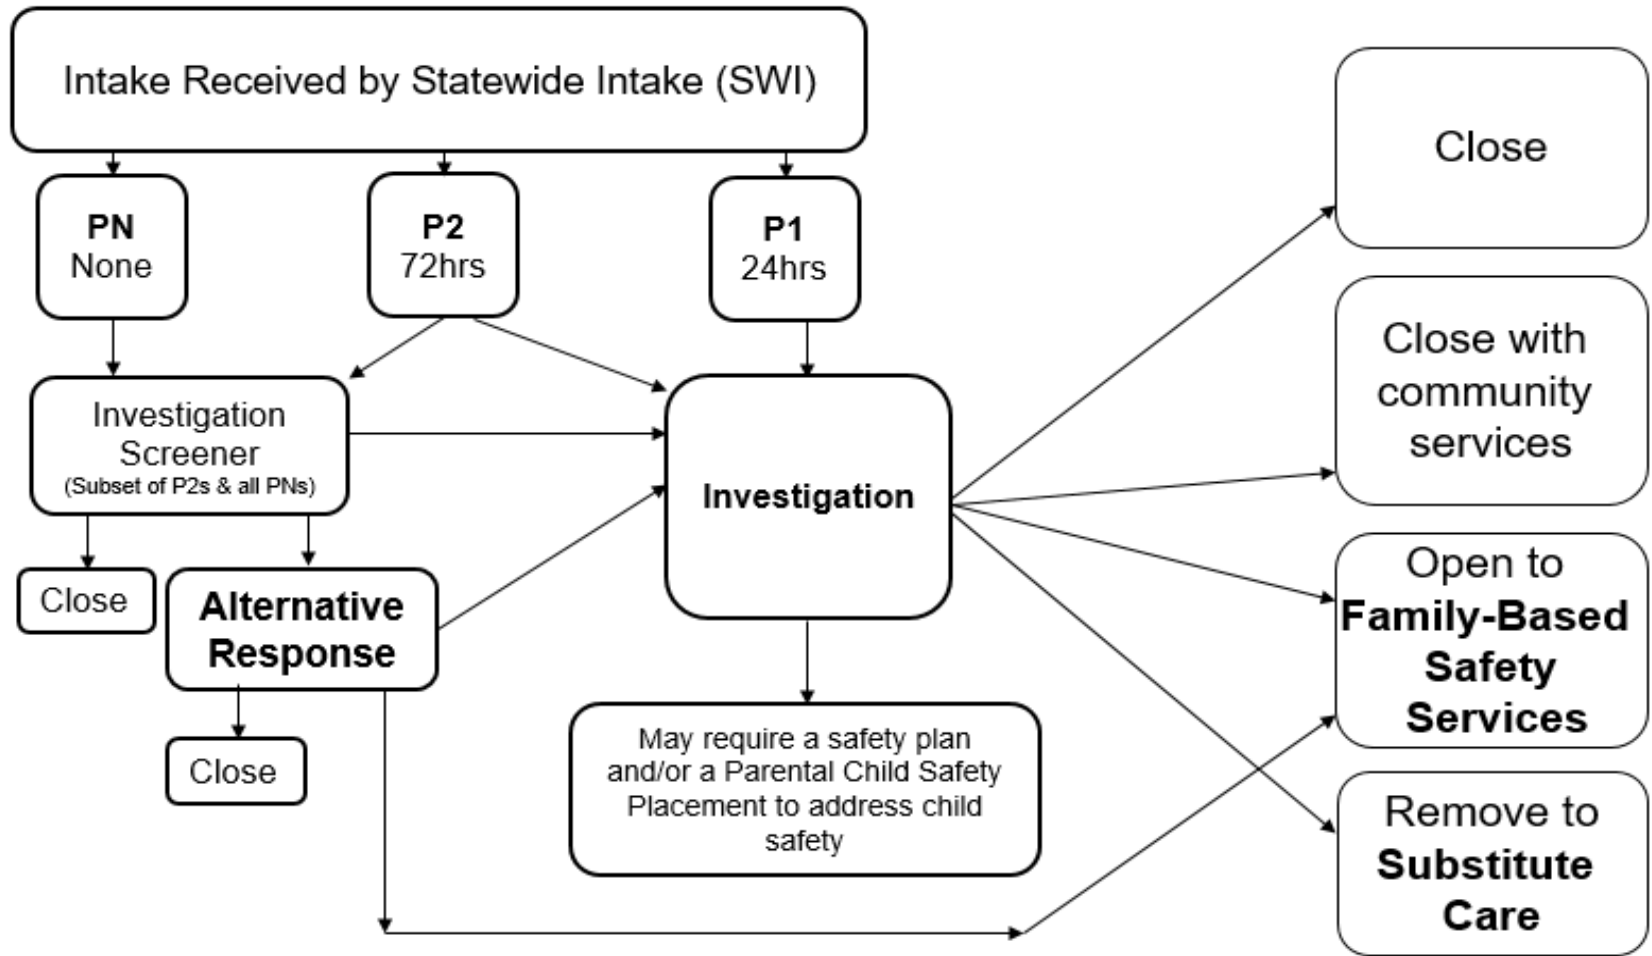 Intake Received by Statewide Intake (SWI)
PN
None
P2
72hrs
P1
24hrs
Investigation
Screener
(Subset of P2s & all PNs)
Close
Alternative
Response
Close
Investigation
May require a safety plan
and/or a Parental Child Safety
Placement to address child
safety
Close
Close with
community
services
Open to
Family-Based
Safety
Services
Remove to
Substitute
Care